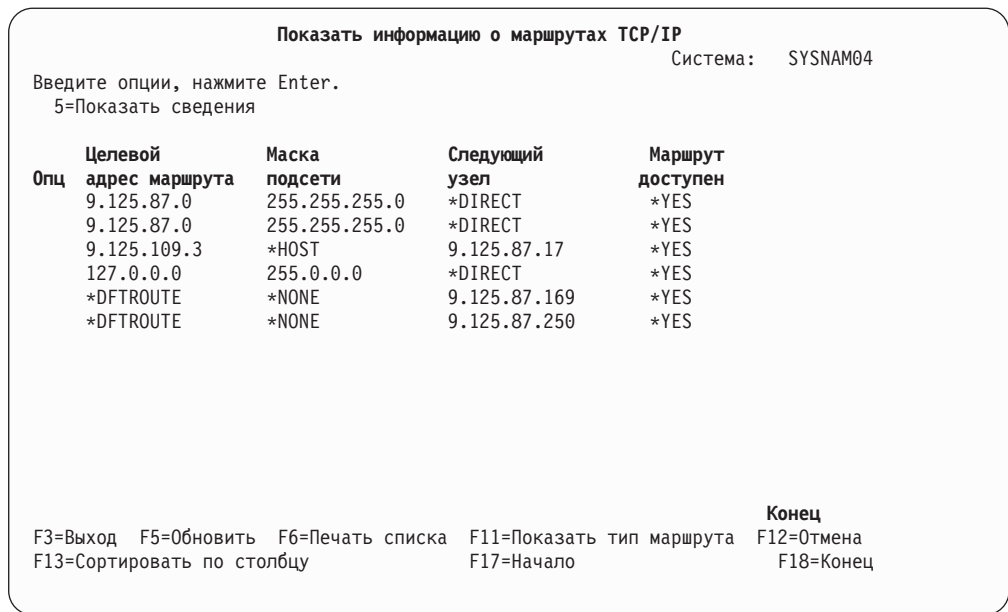 Показать информацию о маршрутах TCP/IP
Система: SYSNAM04
Введите опции, нажмите Enter.
5=Показать сведения
Целевой Маска Следующий Маршрут
Опц адрес маршрута подсети узел доступен
9.125.87.0 255.255.255.0 *DIRECT *YES
9.125.87.0 255.255.255.0 *DIRECT *YES
9.125.109.3 *HOST 9.125.87.17 *YES
127.0.0.0 255.0.0.0 *DIRECT *YES
*DFTROUTE *NONE 9.125.87.169 *YES
*DFTROUTE *NONE 9.125.87.250 *YES
Конец
F3=Выход F5=Обновить F6=Печать списка F11=Показать тип маршрута F12=Отмена
F13=Сортировать по столбцу F17=Начало F18=Конец